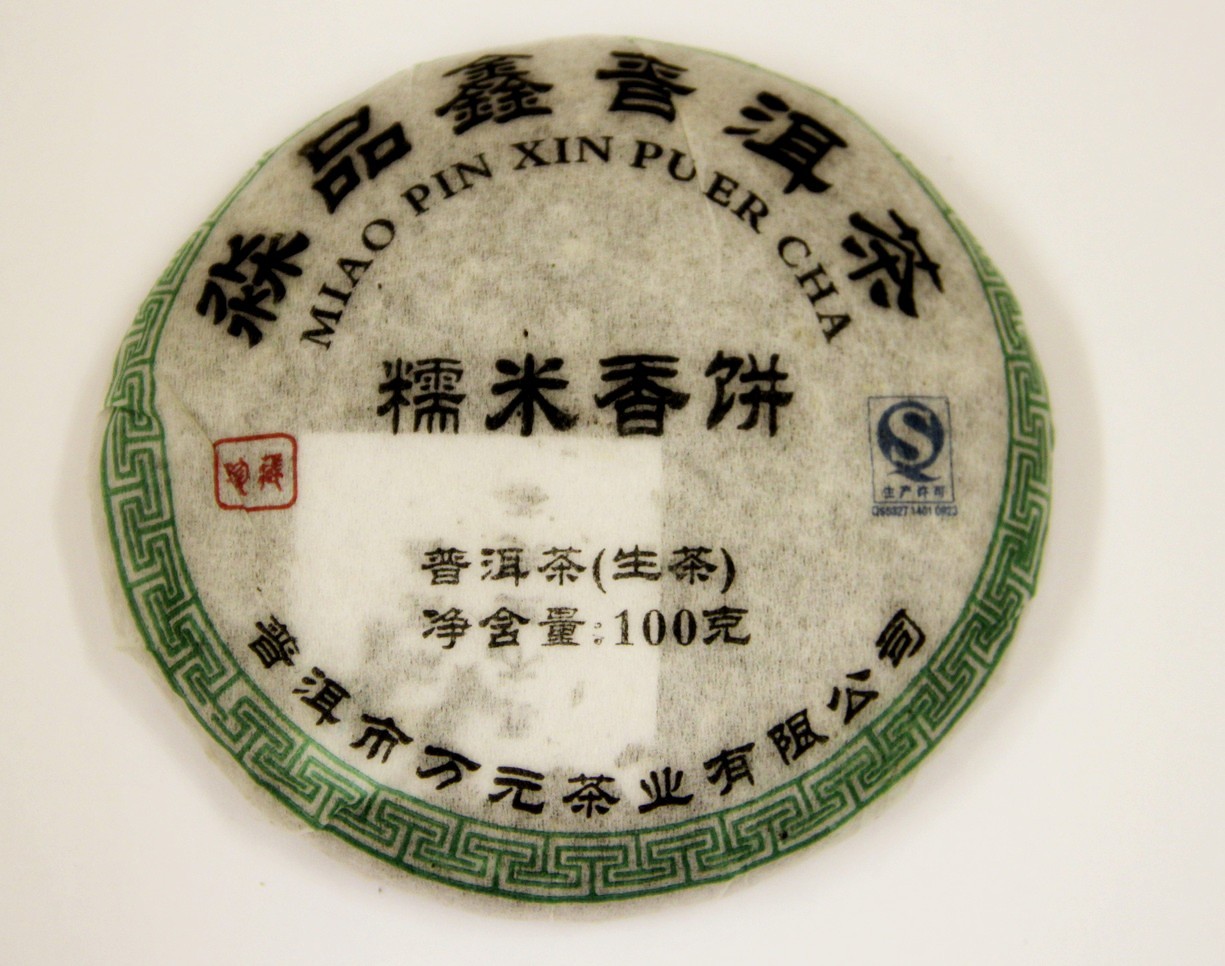 淼品鑫普洱茶
MIAO PIN XIN PU ER CHA
糯米香饼
生产许可
普洱茶(生茶)
净含量:100克
普洱市万元茶业有限公司